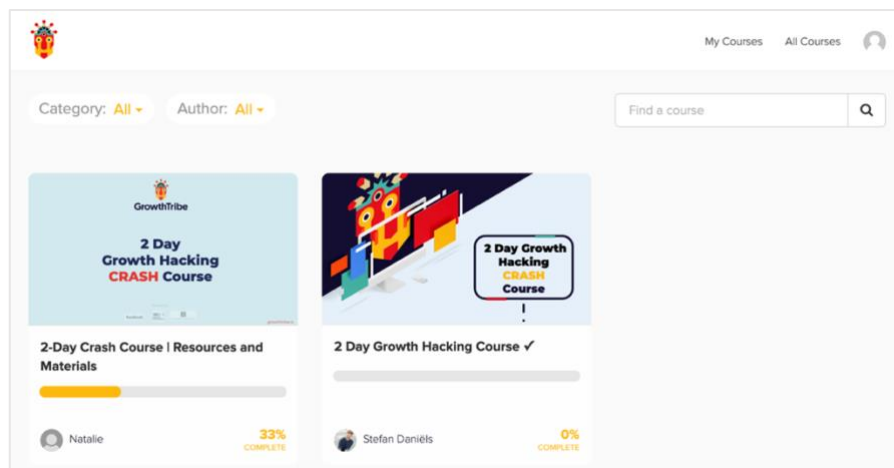 My Courses All Courses
Category: All Author: All
Find a course
GrowthTribe
2 Day
Growth Hacking
CRASH Course
2 Day Growth
Hacking
CRASH
Course
2-Day Crash Course | Resources and
Materials
Natalie
33%
COMPLETE
2 Day Growth Hacking Course ✓
Stefan Daniëls
0%
COMPLETE